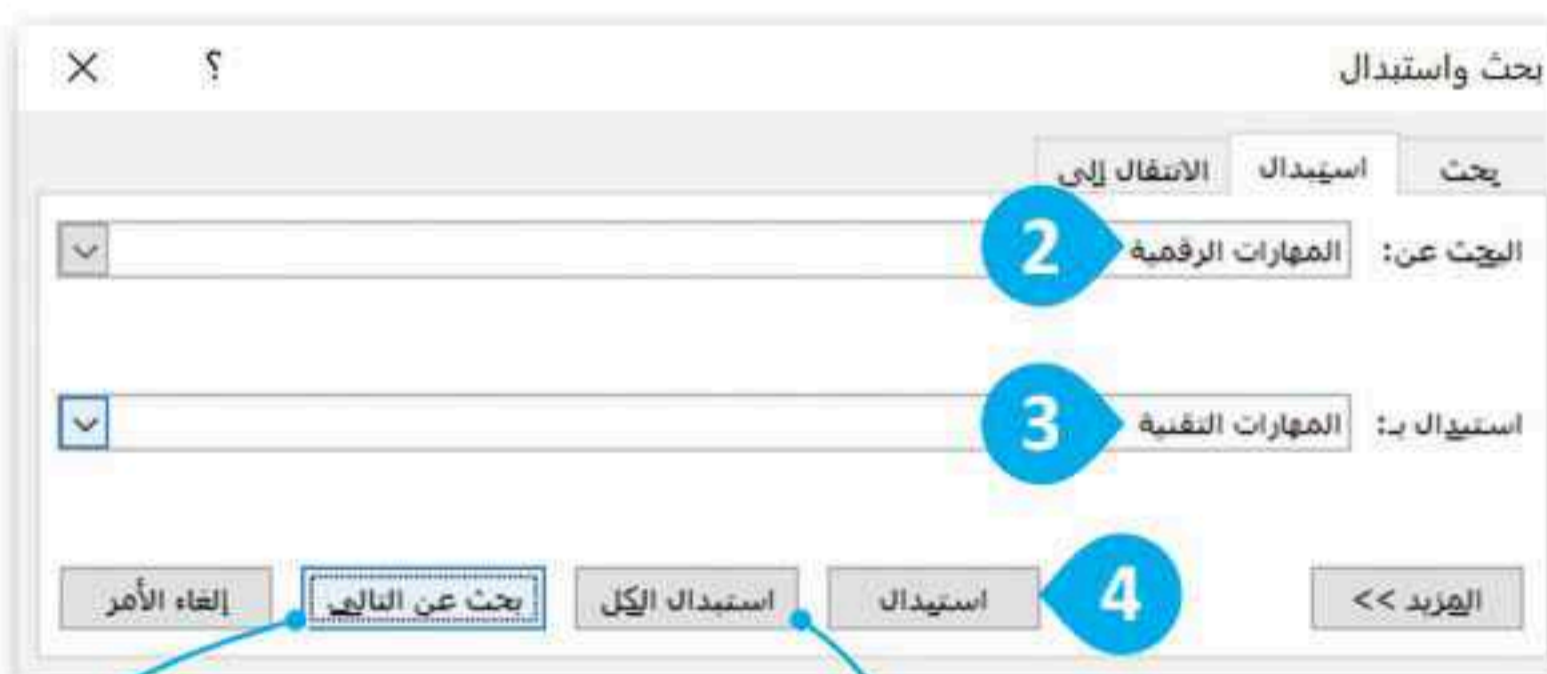 بحث واستبدال
؟
بحث استبدال الانتقال إلى
البحث عن: المهارات الرقمية 2
استبدال بـ: المهارات التقنية 3
المزيد >> 4 استبدال استبدال الكل بحث عن التالي إلغاء الأمر